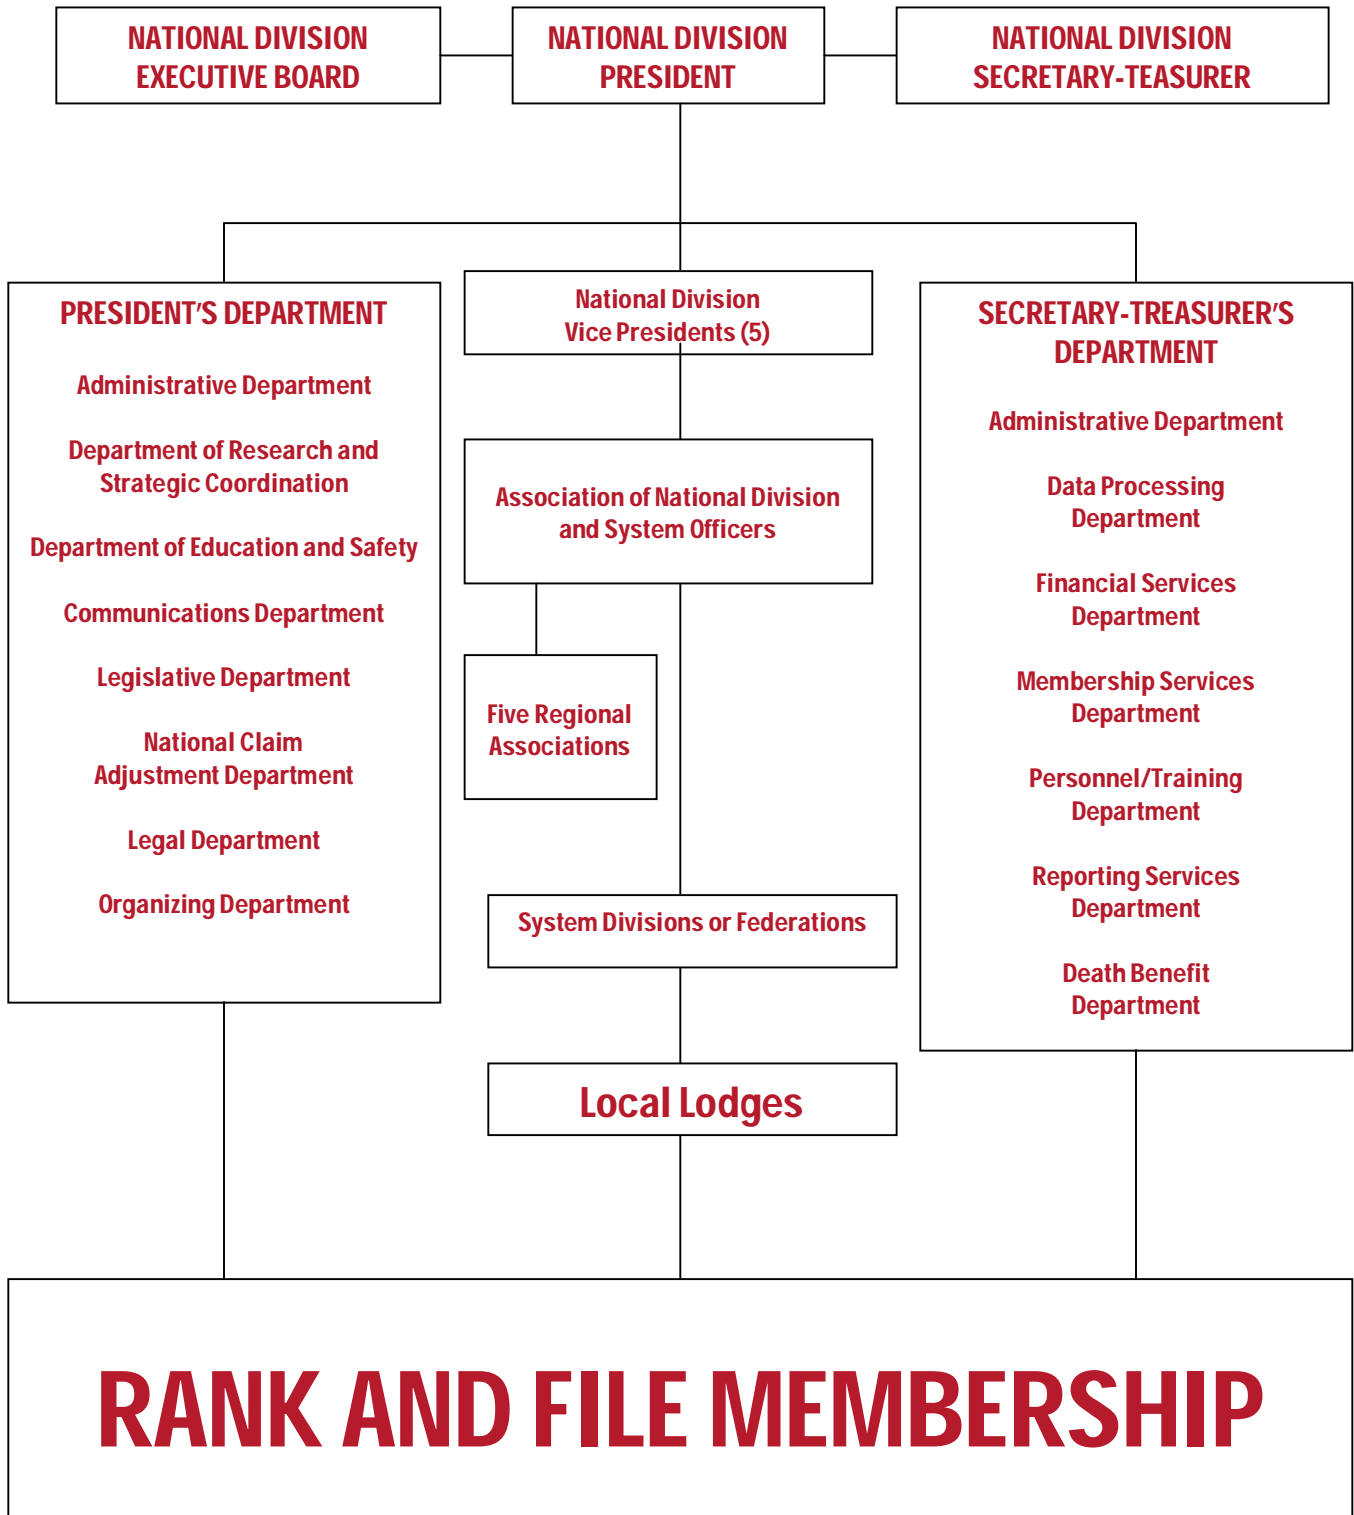 NATIONAL DIVISION
EXECUTIVE BOARD
NATIONAL DIVISION
PRESIDENT
NATIONAL DIVISION
SECRETARY-TEASURER
PRESIDENT'S DEPARTMENT
Administrative Department
Department of Research and
Strategic Coordination
Department of Education and Safety
Communications Department
Legislative Department
National Claim
Adjustment Department
Legal Department
Organizing Department
National Division
Vice Presidents (5)
Association of National Division
and System Officers
Five Regional
Associations
System Divisions or Federations
Local Lodges
SECRETARY-TREASURER'S
DEPARTMENT
Administrative Department
Data Processing
Department
Financial Services
Department
Membership Services
Department
Personnel/Training
Department
Reporting Services
Department
Death Benefit
Department
RANK AND FILE MEMBERSHIP